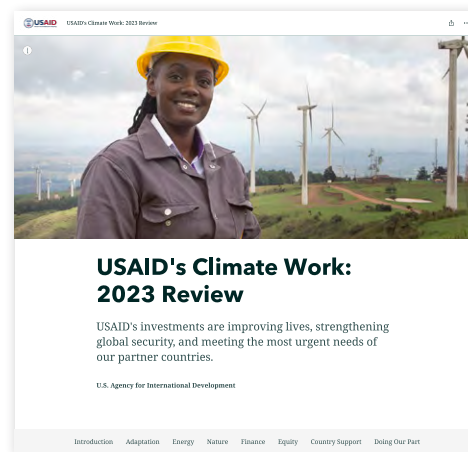 USAID
USAID's Climate Work: 2023 Review
USAID's Climate Work:
2023 Review
USAID's investments are improving lives, strengthening
global security, and meeting the most urgent needs of
our partner countries.
U.S. Agency for International Development
Introduction Adaptation Energy Nature Finance Equity Country Support Doing Our Part